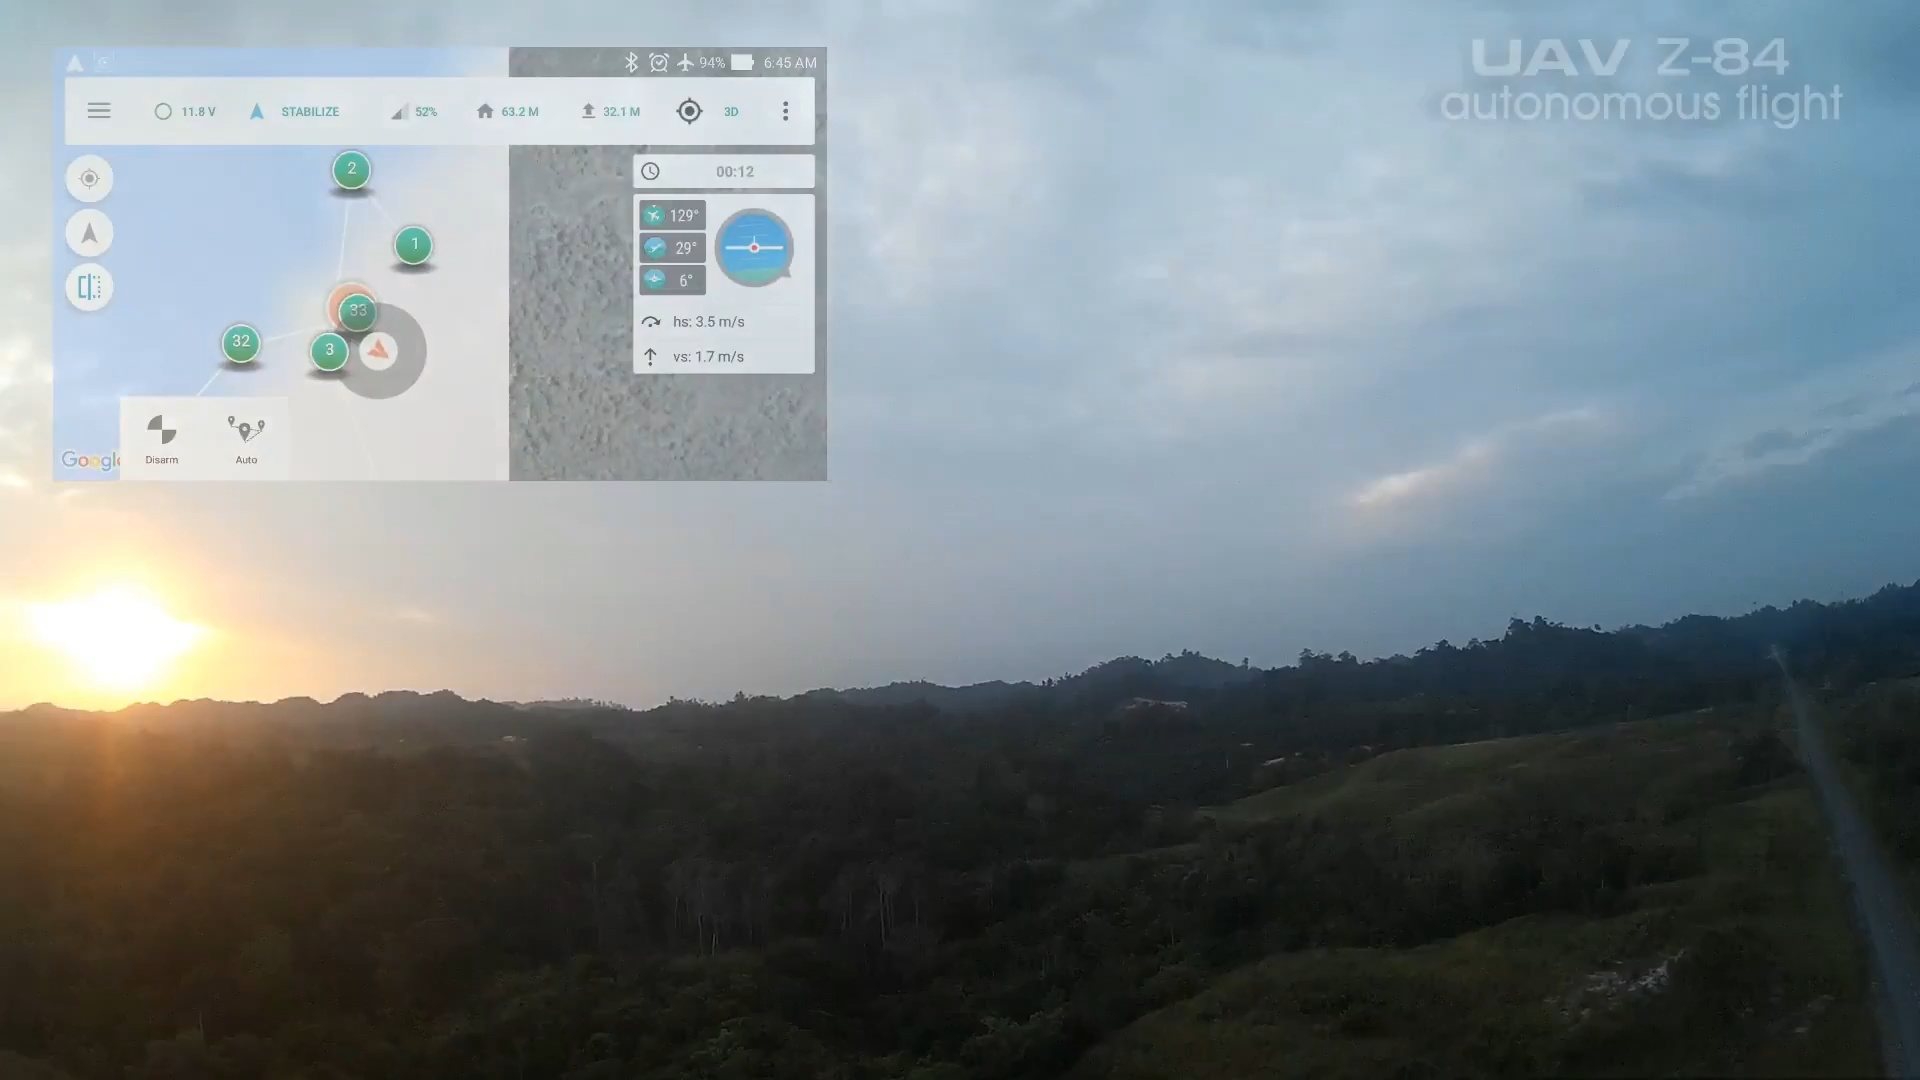 UAV Z-84
autonomous flight
94% 6:45 AM
11.8 V STABILIZE 52% 63.2 M 32.1 M 3D
2
00:12
129°
1
29°
6°
33
hs: 3.5 m/s
32
3
vs: 1.7 m/s
Google
Disarm Auto